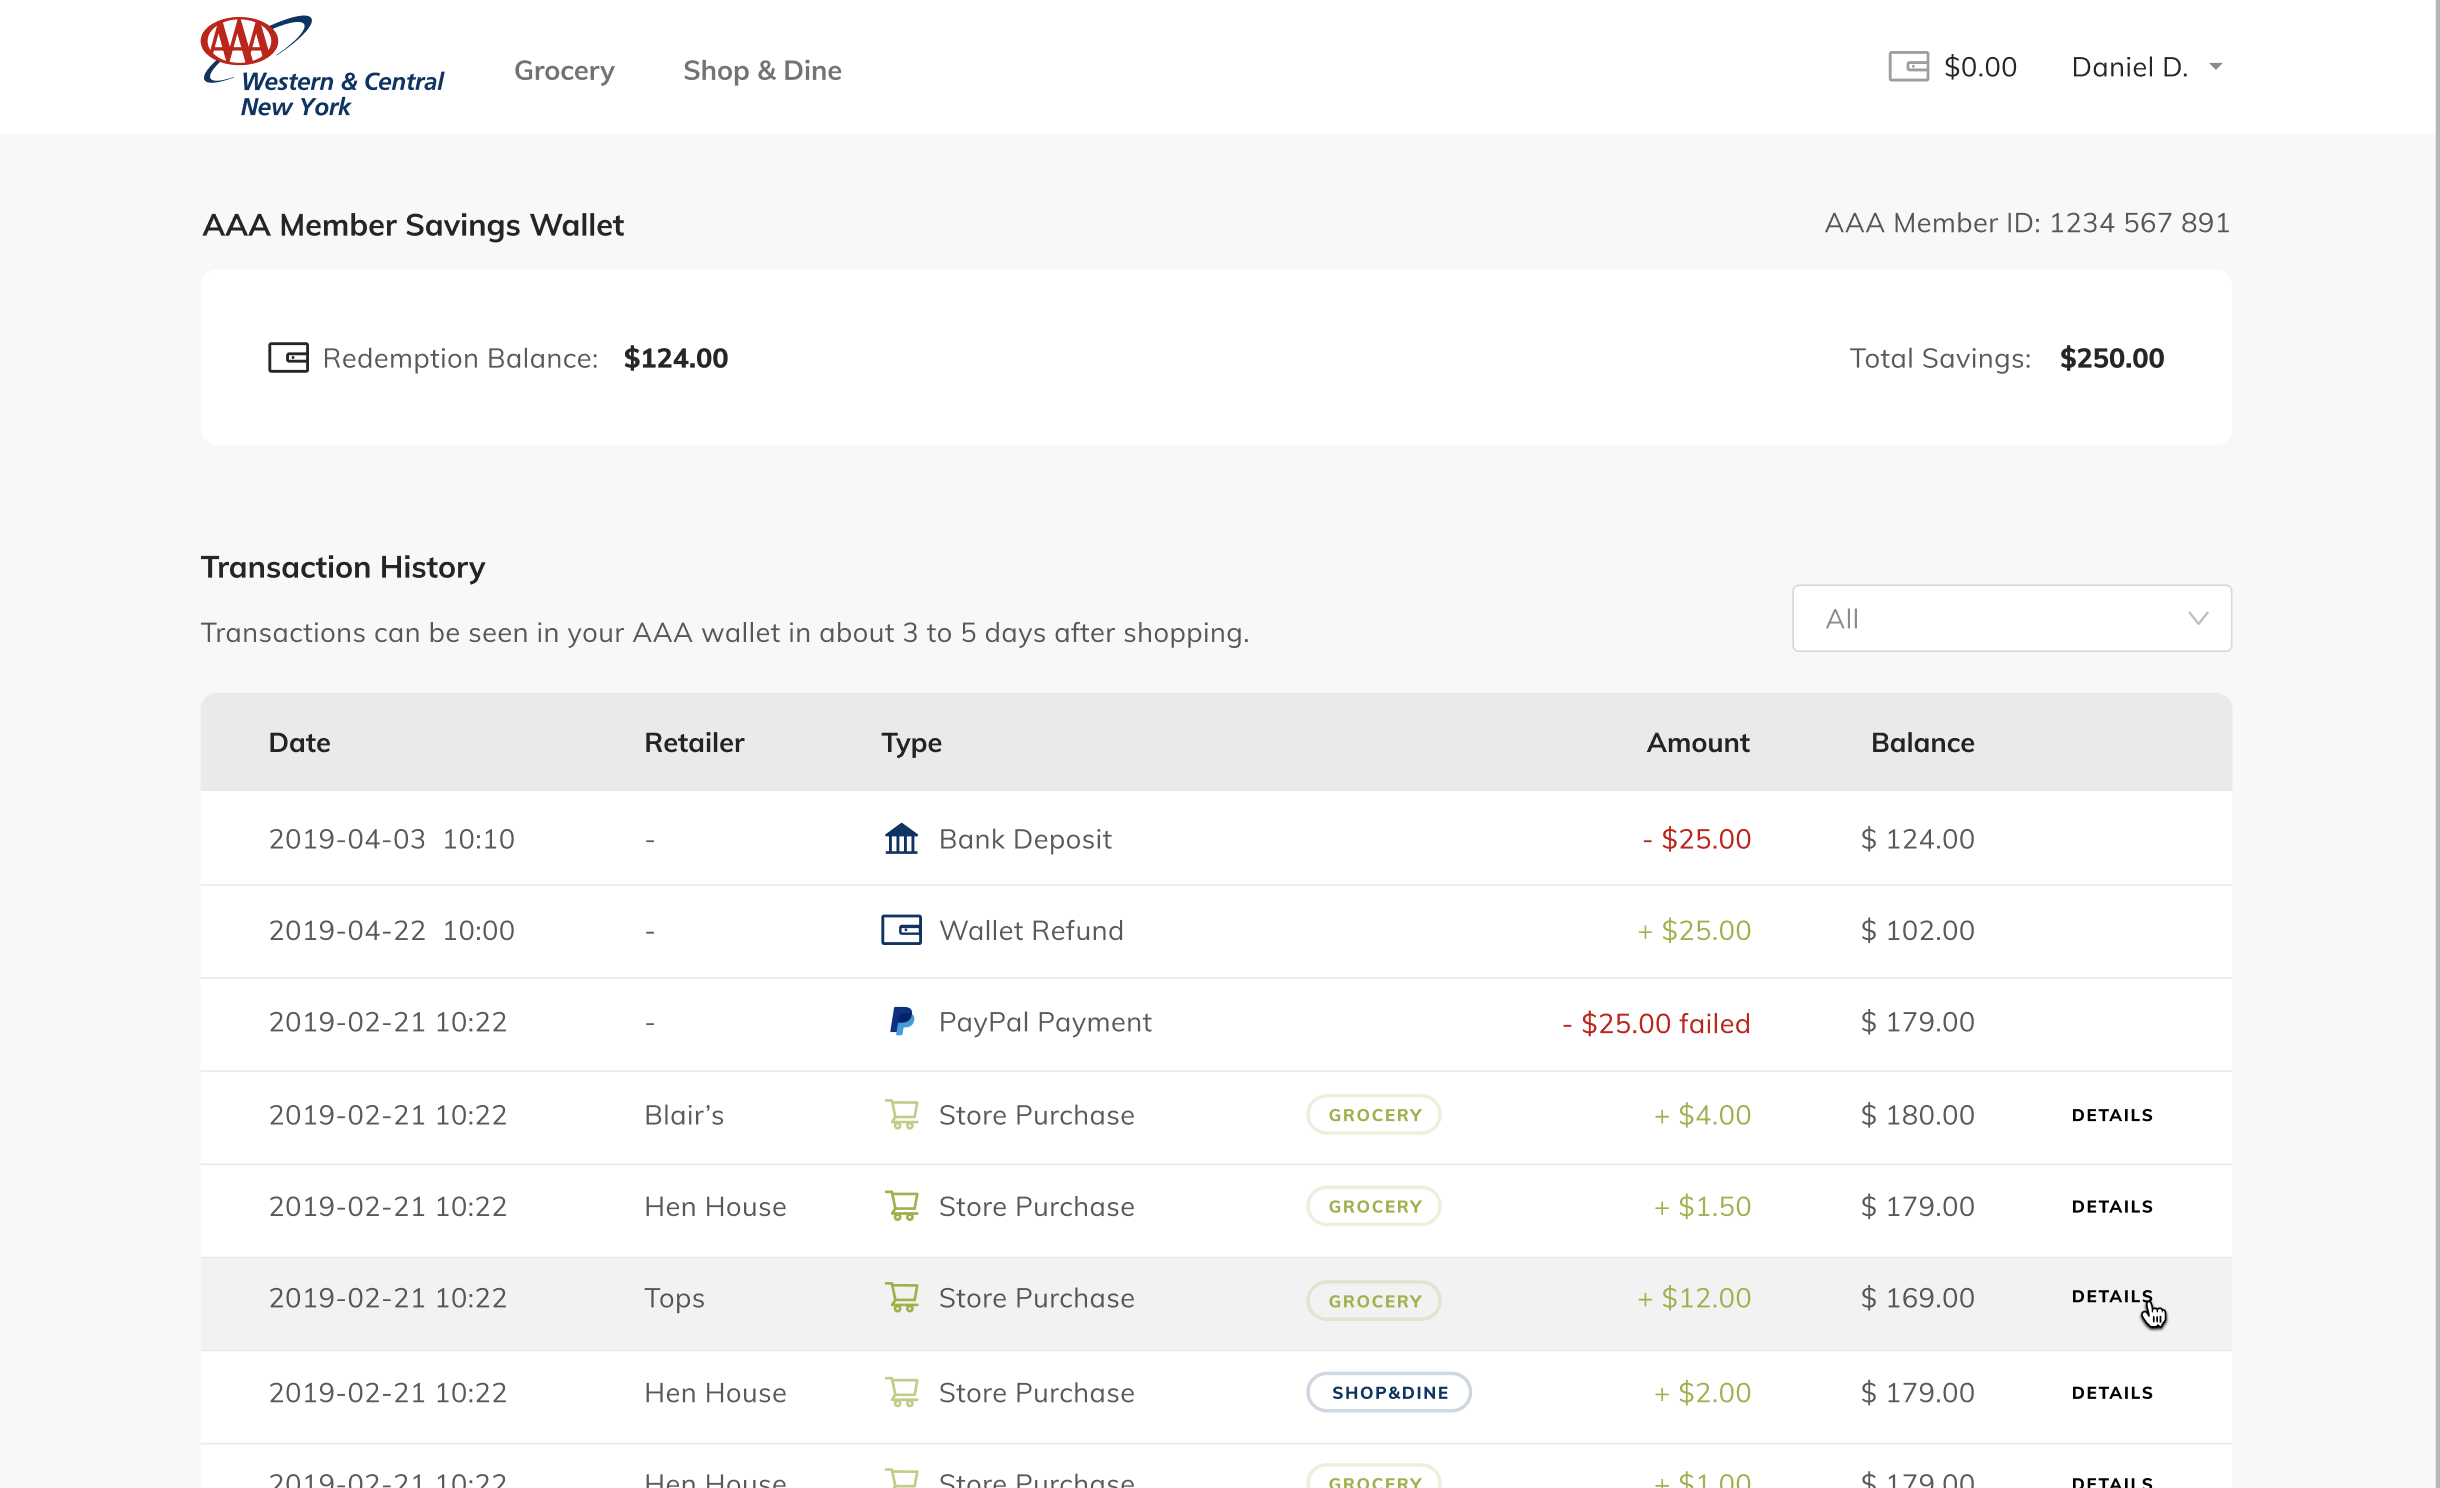 AAA
Western & Central
New York
Grocery Shop & Dine $0.00 Daniel D.
AAA Member Savings Wallet AAA Member ID: 1234 567 891
Redemption Balance: $124.00 Total Savings: $250.00
Transaction History
Transactions can be seen in your AAA wallet in about 3 to 5 days after shopping. All
Date Retailer Type Amount Balance
2019-04-03 10:10 - Bank Deposit - $25.00 $ 124.00
2019-04-22 10:00 - Wallet Refund + $25.00 $ 102.00
2019-02-21 10:22 - PayPal Payment - $25.00 failed $ 179.00
2019-02-21 10:22 Blair’s Store Purchase GROCERY + $4.00 $ 180.00 DETAILS
2019-02-21 10:22 Hen House Store Purchase GROCERY + $1.50 $ 179.00 DETAILS
2019-02-21 10:22 Tops Store Purchase GROCERY + $12.00 $ 169.00 DETAILS
2019-02-21 10:22 Hen House Store Purchase SHOP&DINE + $2.00 $ 179.00 DETAILS
2019-02-21 10:22 Hen House Store Purchase GROCERY + $1.00 $ 179.00 DETAILS